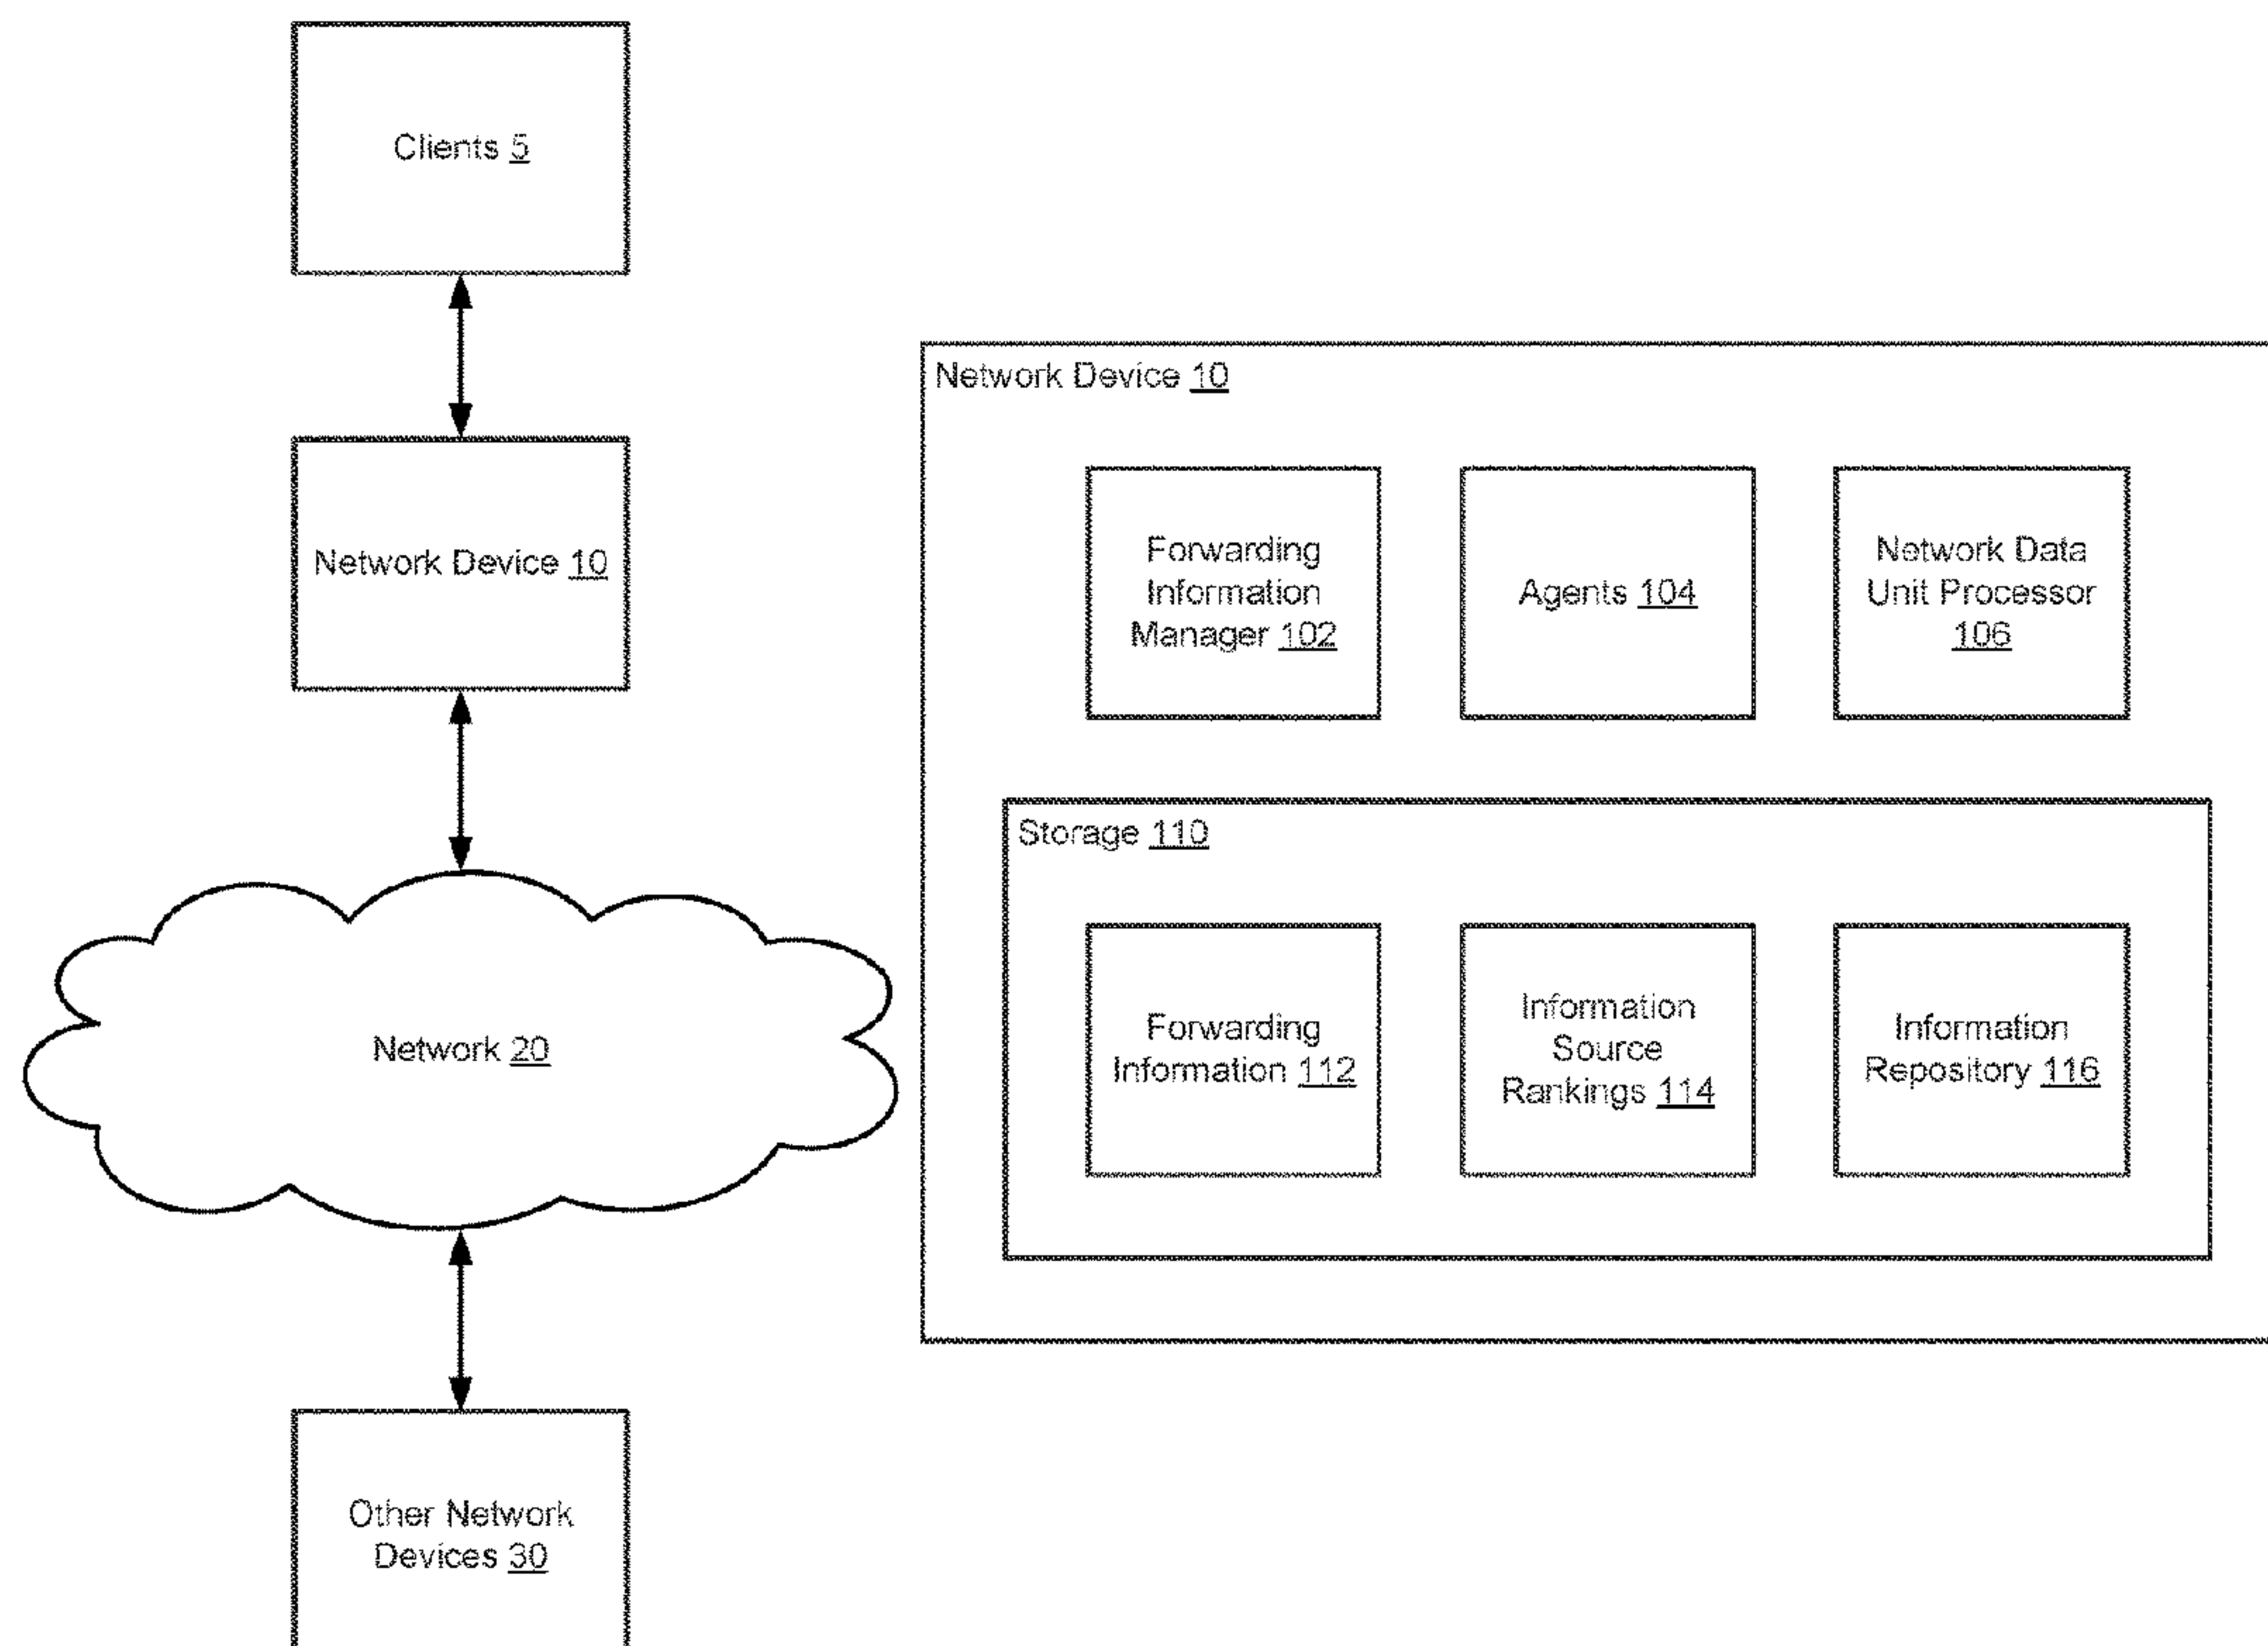 Clients 5
Network Device 10
Network 20
Other Network
Devices 30
Network Device 10
Forwarding
Information
Manager 102
Agents 104
Network Data
Unit Processor
106
Storage 110
Forwarding
Information 112
Information
Source
Rankings 114
Information
Repository 116